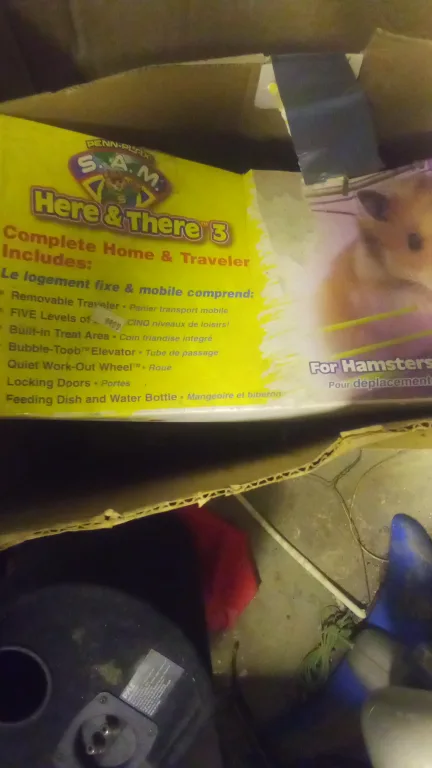 PENN-PLAX
S.A.M.
Here & There™ 3
Complete Home & Traveler
Includes:
Le logement fixe & mobile comprend:
• Removable Traveler • Panier transport mobile
• FIVE Levels of CINQ niveaux de loisirs!
• Built-in Treat Area • Coin friandise intégré
Bubble-Toob™ Elevator • Tube de passage
Quiet Work-Out Wheel™ • Roue
Locking Doors • Portes
Feeding Dish and Water Bottle • Mangeoire et biberon
For Hamsters
Pour déplacement